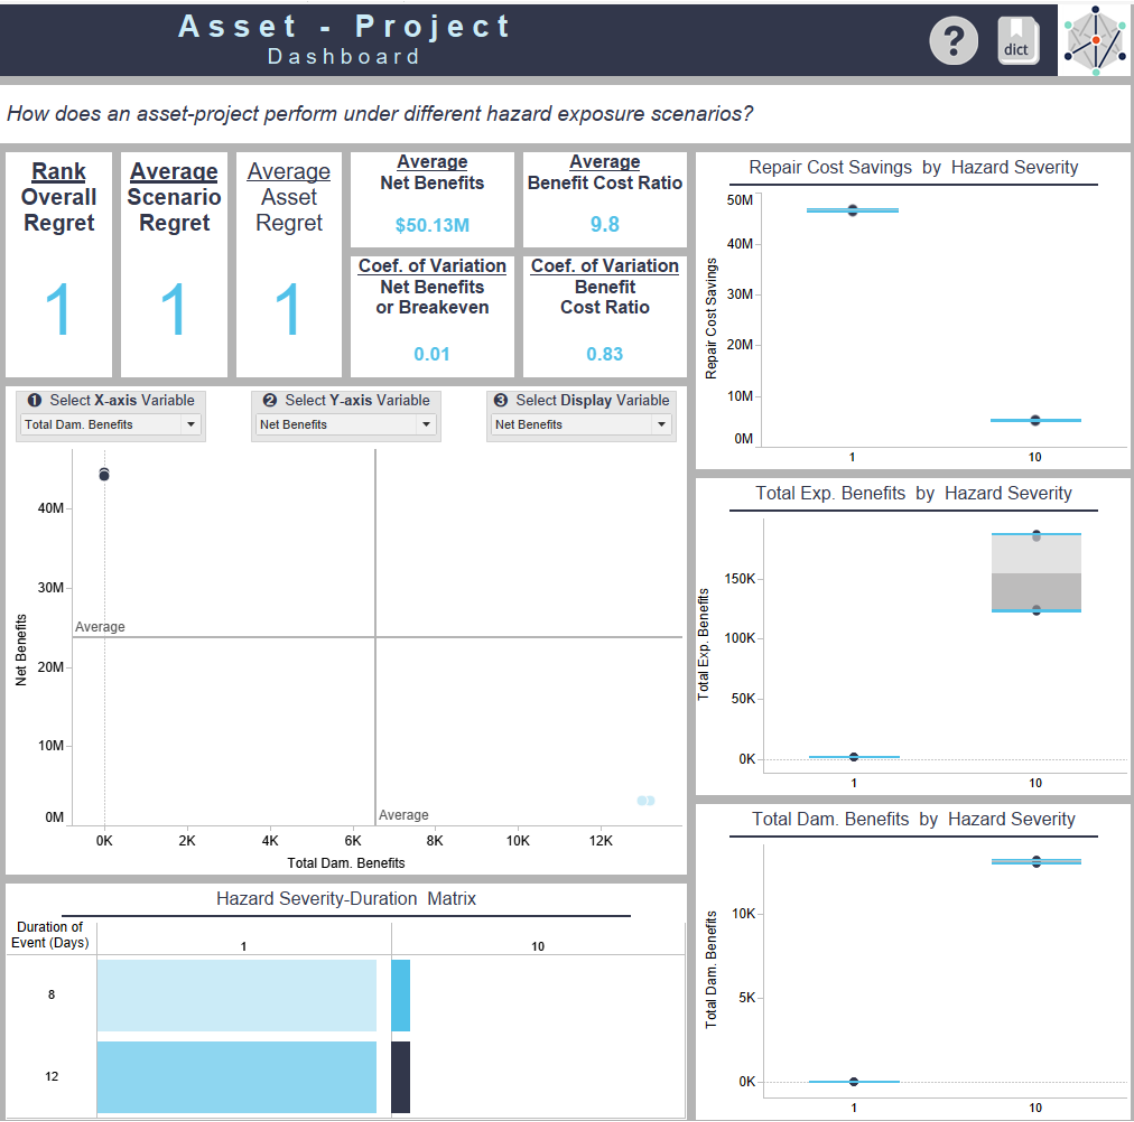 Asset - Project
Dashboard
?
dict
How does an asset-project perform under different hazard exposure scenarios?
Rank
Overall
Regret
1
Average
Scenario
Regret
1
Average
Asset
Regret
1
Average
Net Benefits
$50.13M
Average
Benefit Cost Ratio
9.8
Coef. of Variation
Net Benefits
or Breakeven
0.01
Coef. of Variation
Benefit
Cost Ratio
0.83
1 Select X-axis Variable
Total Dam. Benefits
2 Select Y-axis Variable
Net Benefits
3 Select Display Variable
Net Benefits
40M
30M
20M
10M
0M
Net Benefits
Average
Average
0K 2K 4K 6K 8K 10K 12K
Total Dam. Benefits
Hazard Severity-Duration Matrix
Duration of
Event (Days)
1 10
8
12
Repair Cost Savings by Hazard Severity
50M
40M
30M
20M
10M
0M
Repair Cost Savings
1 10
Total Exp. Benefits by Hazard Severity
150K
100K
50K
0K
Total Exp. Benefits
1 10
Total Dam. Benefits by Hazard Severity
10K
5K
0K
Total Dam. Benefits
1 10